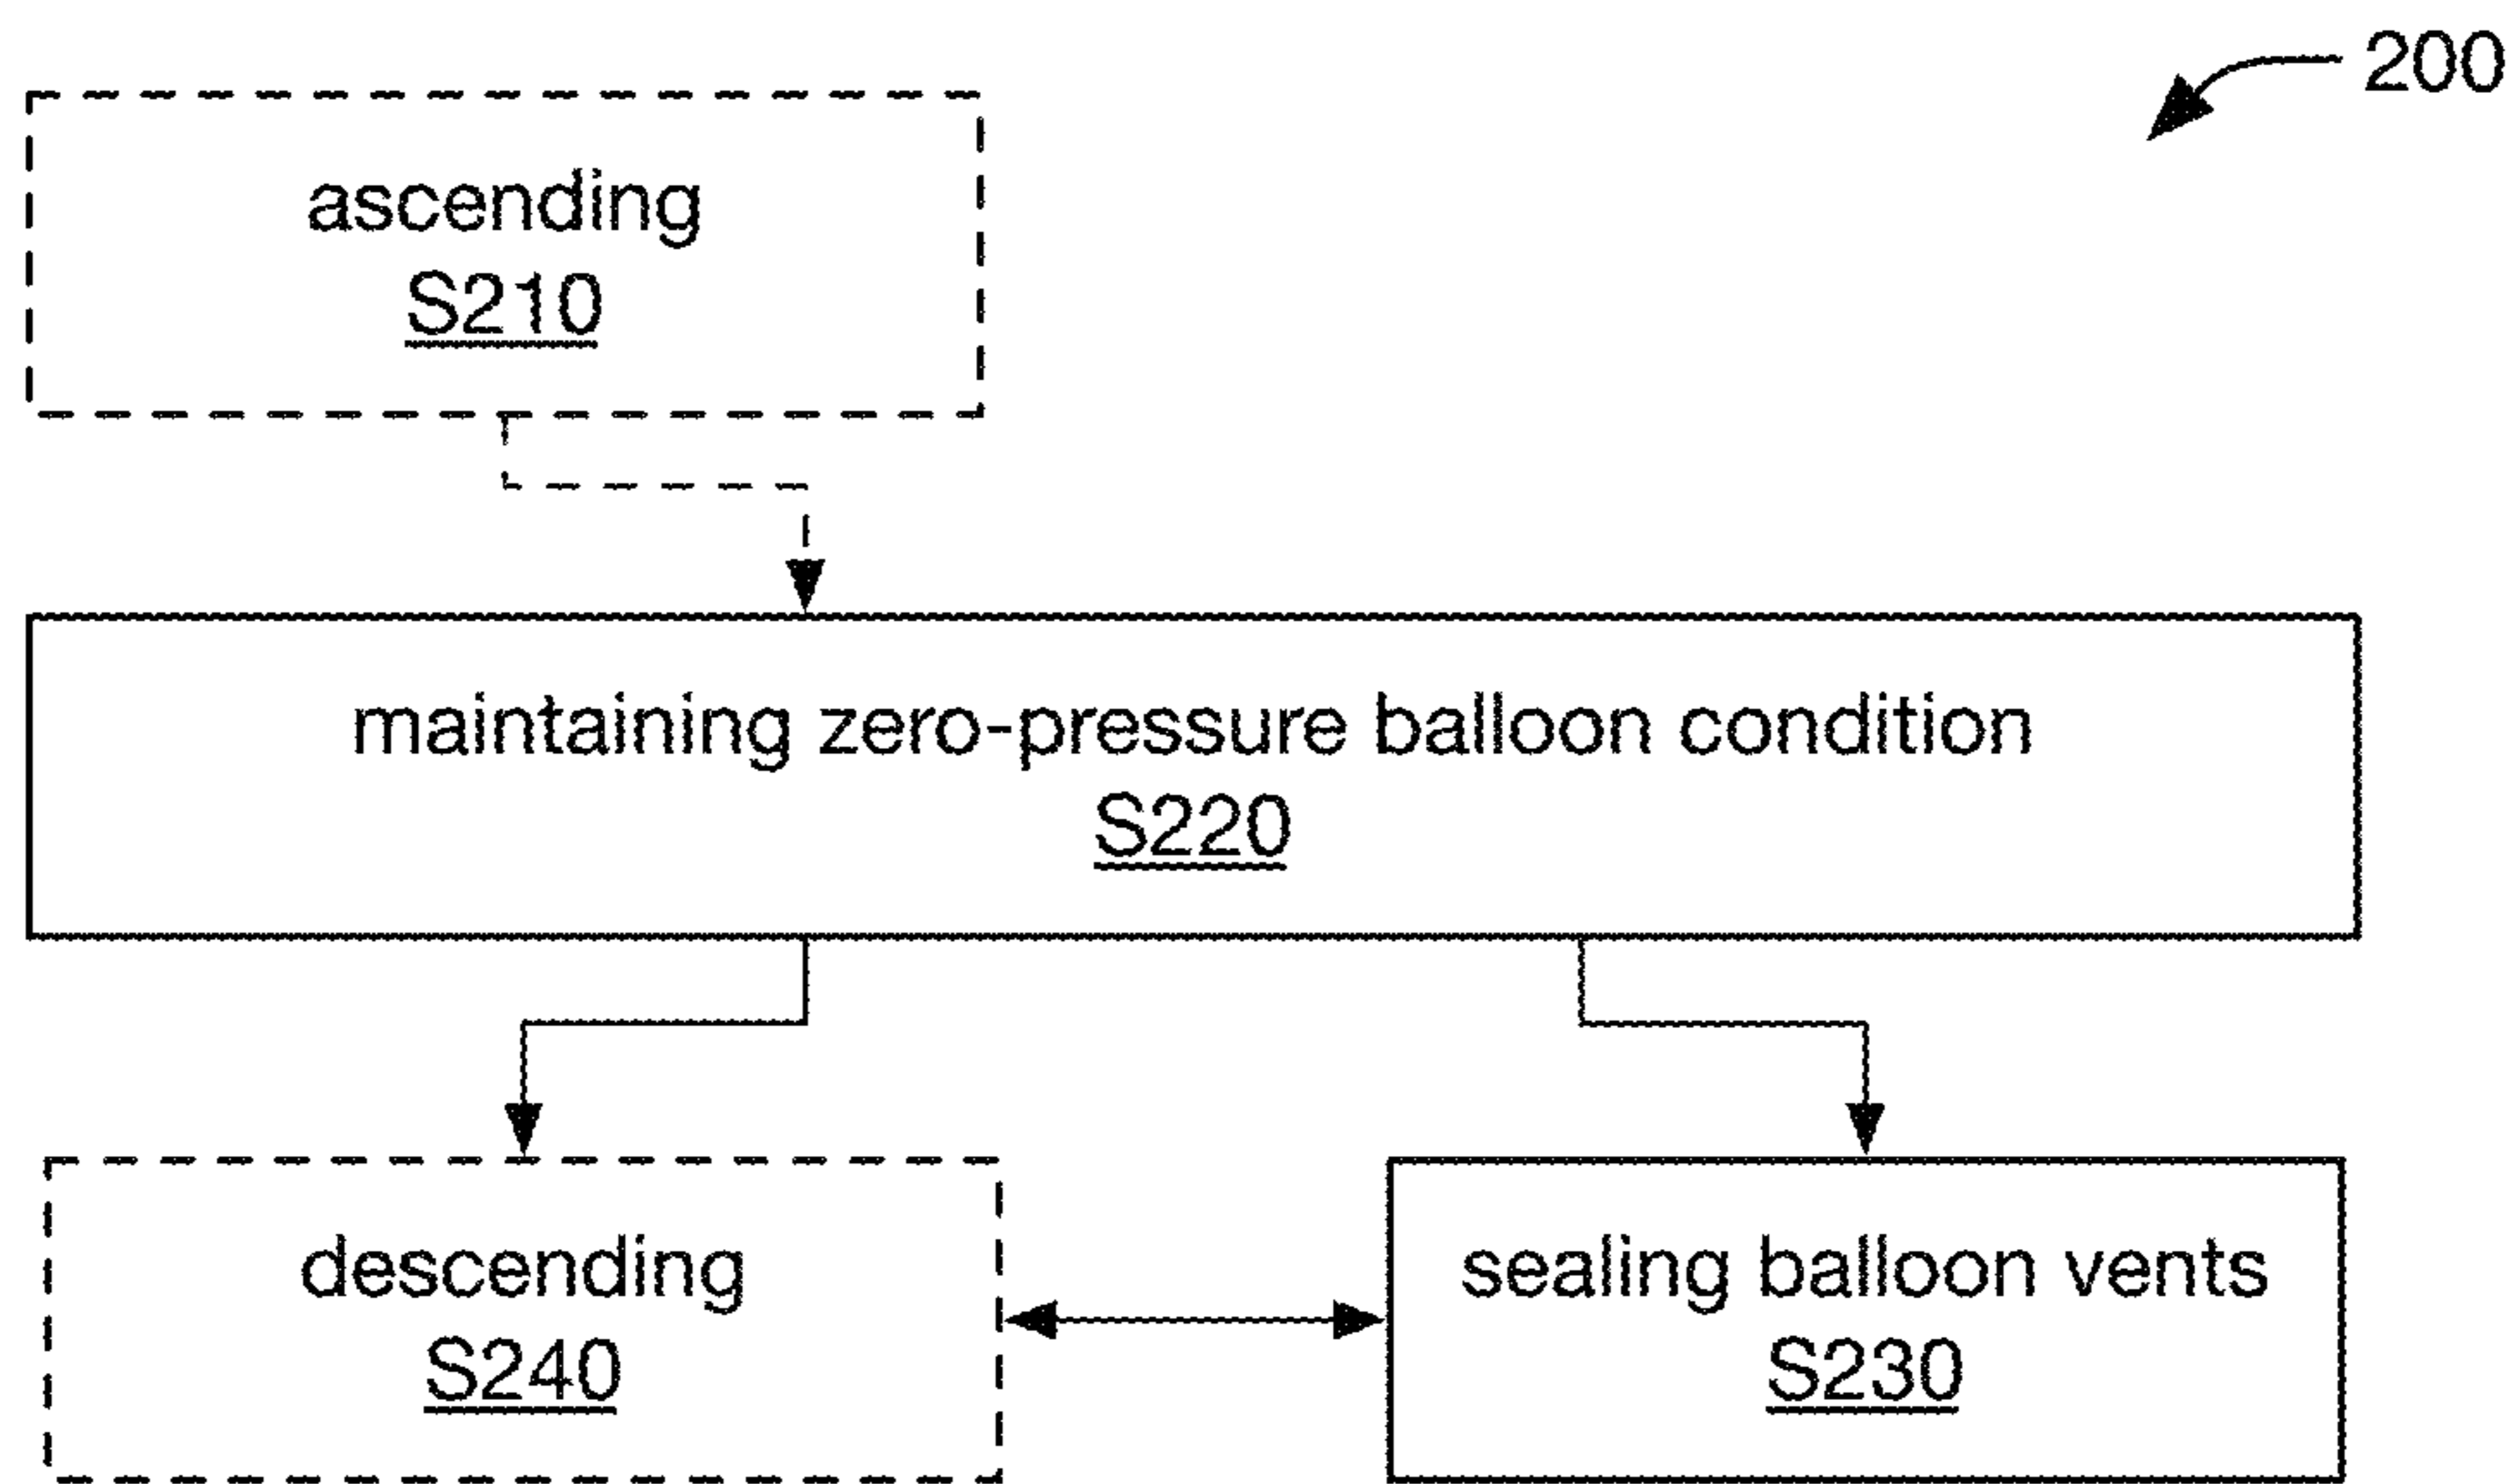 200
ascending
S210
maintaining zero-pressure balloon condition
S220
descending
S240
sealing balloon vents
S230